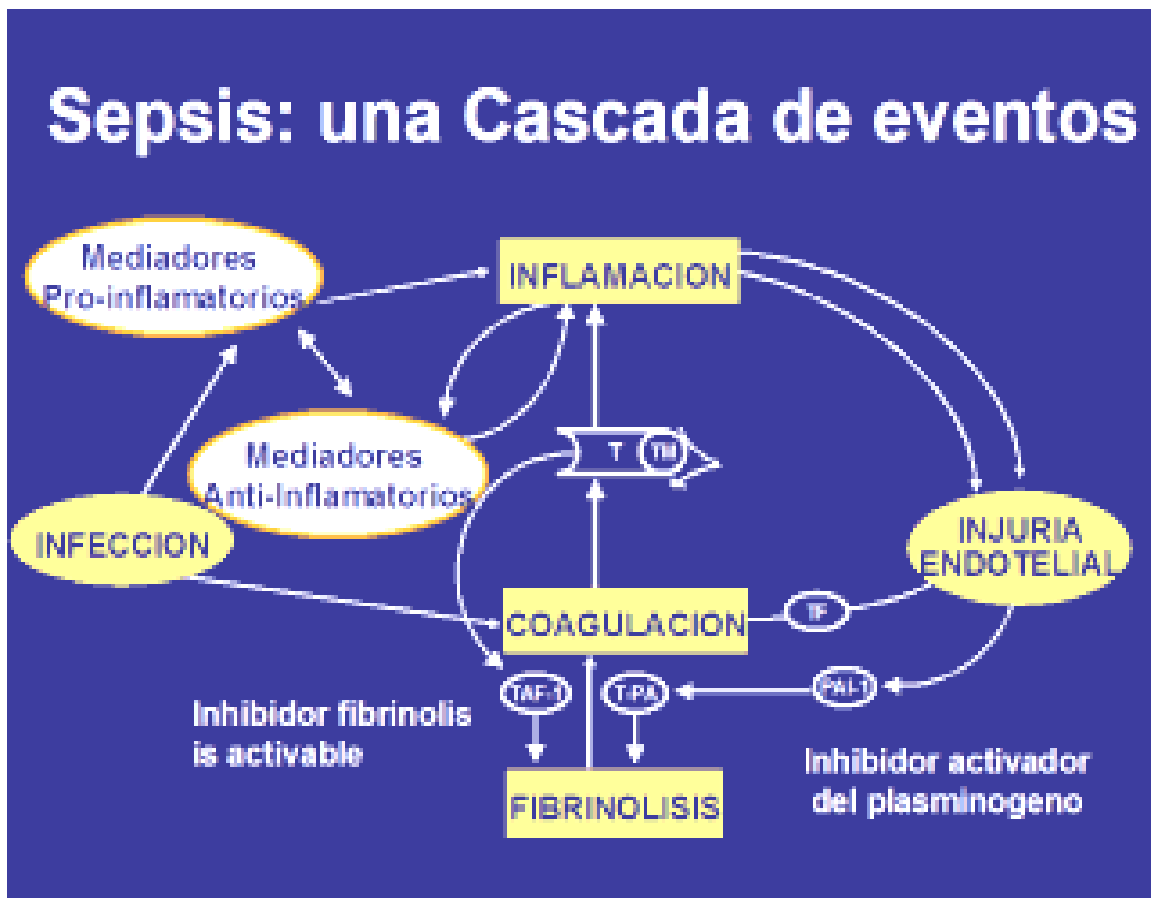 Sepsis: una Cascada de eventos
Mediadores
Pro-inflamatorios
INFLAMACION
Mediadores
Anti-Inflamatorios
T
TM
INFECCION
INJURIA
ENDOTELIAL
COAGULACION
TF
TAF-1
T-PA
PAI-1
Inhibidor fibrinolis
is activable
Inhibidor activador
del plasminogeno
FIBRINOLISIS